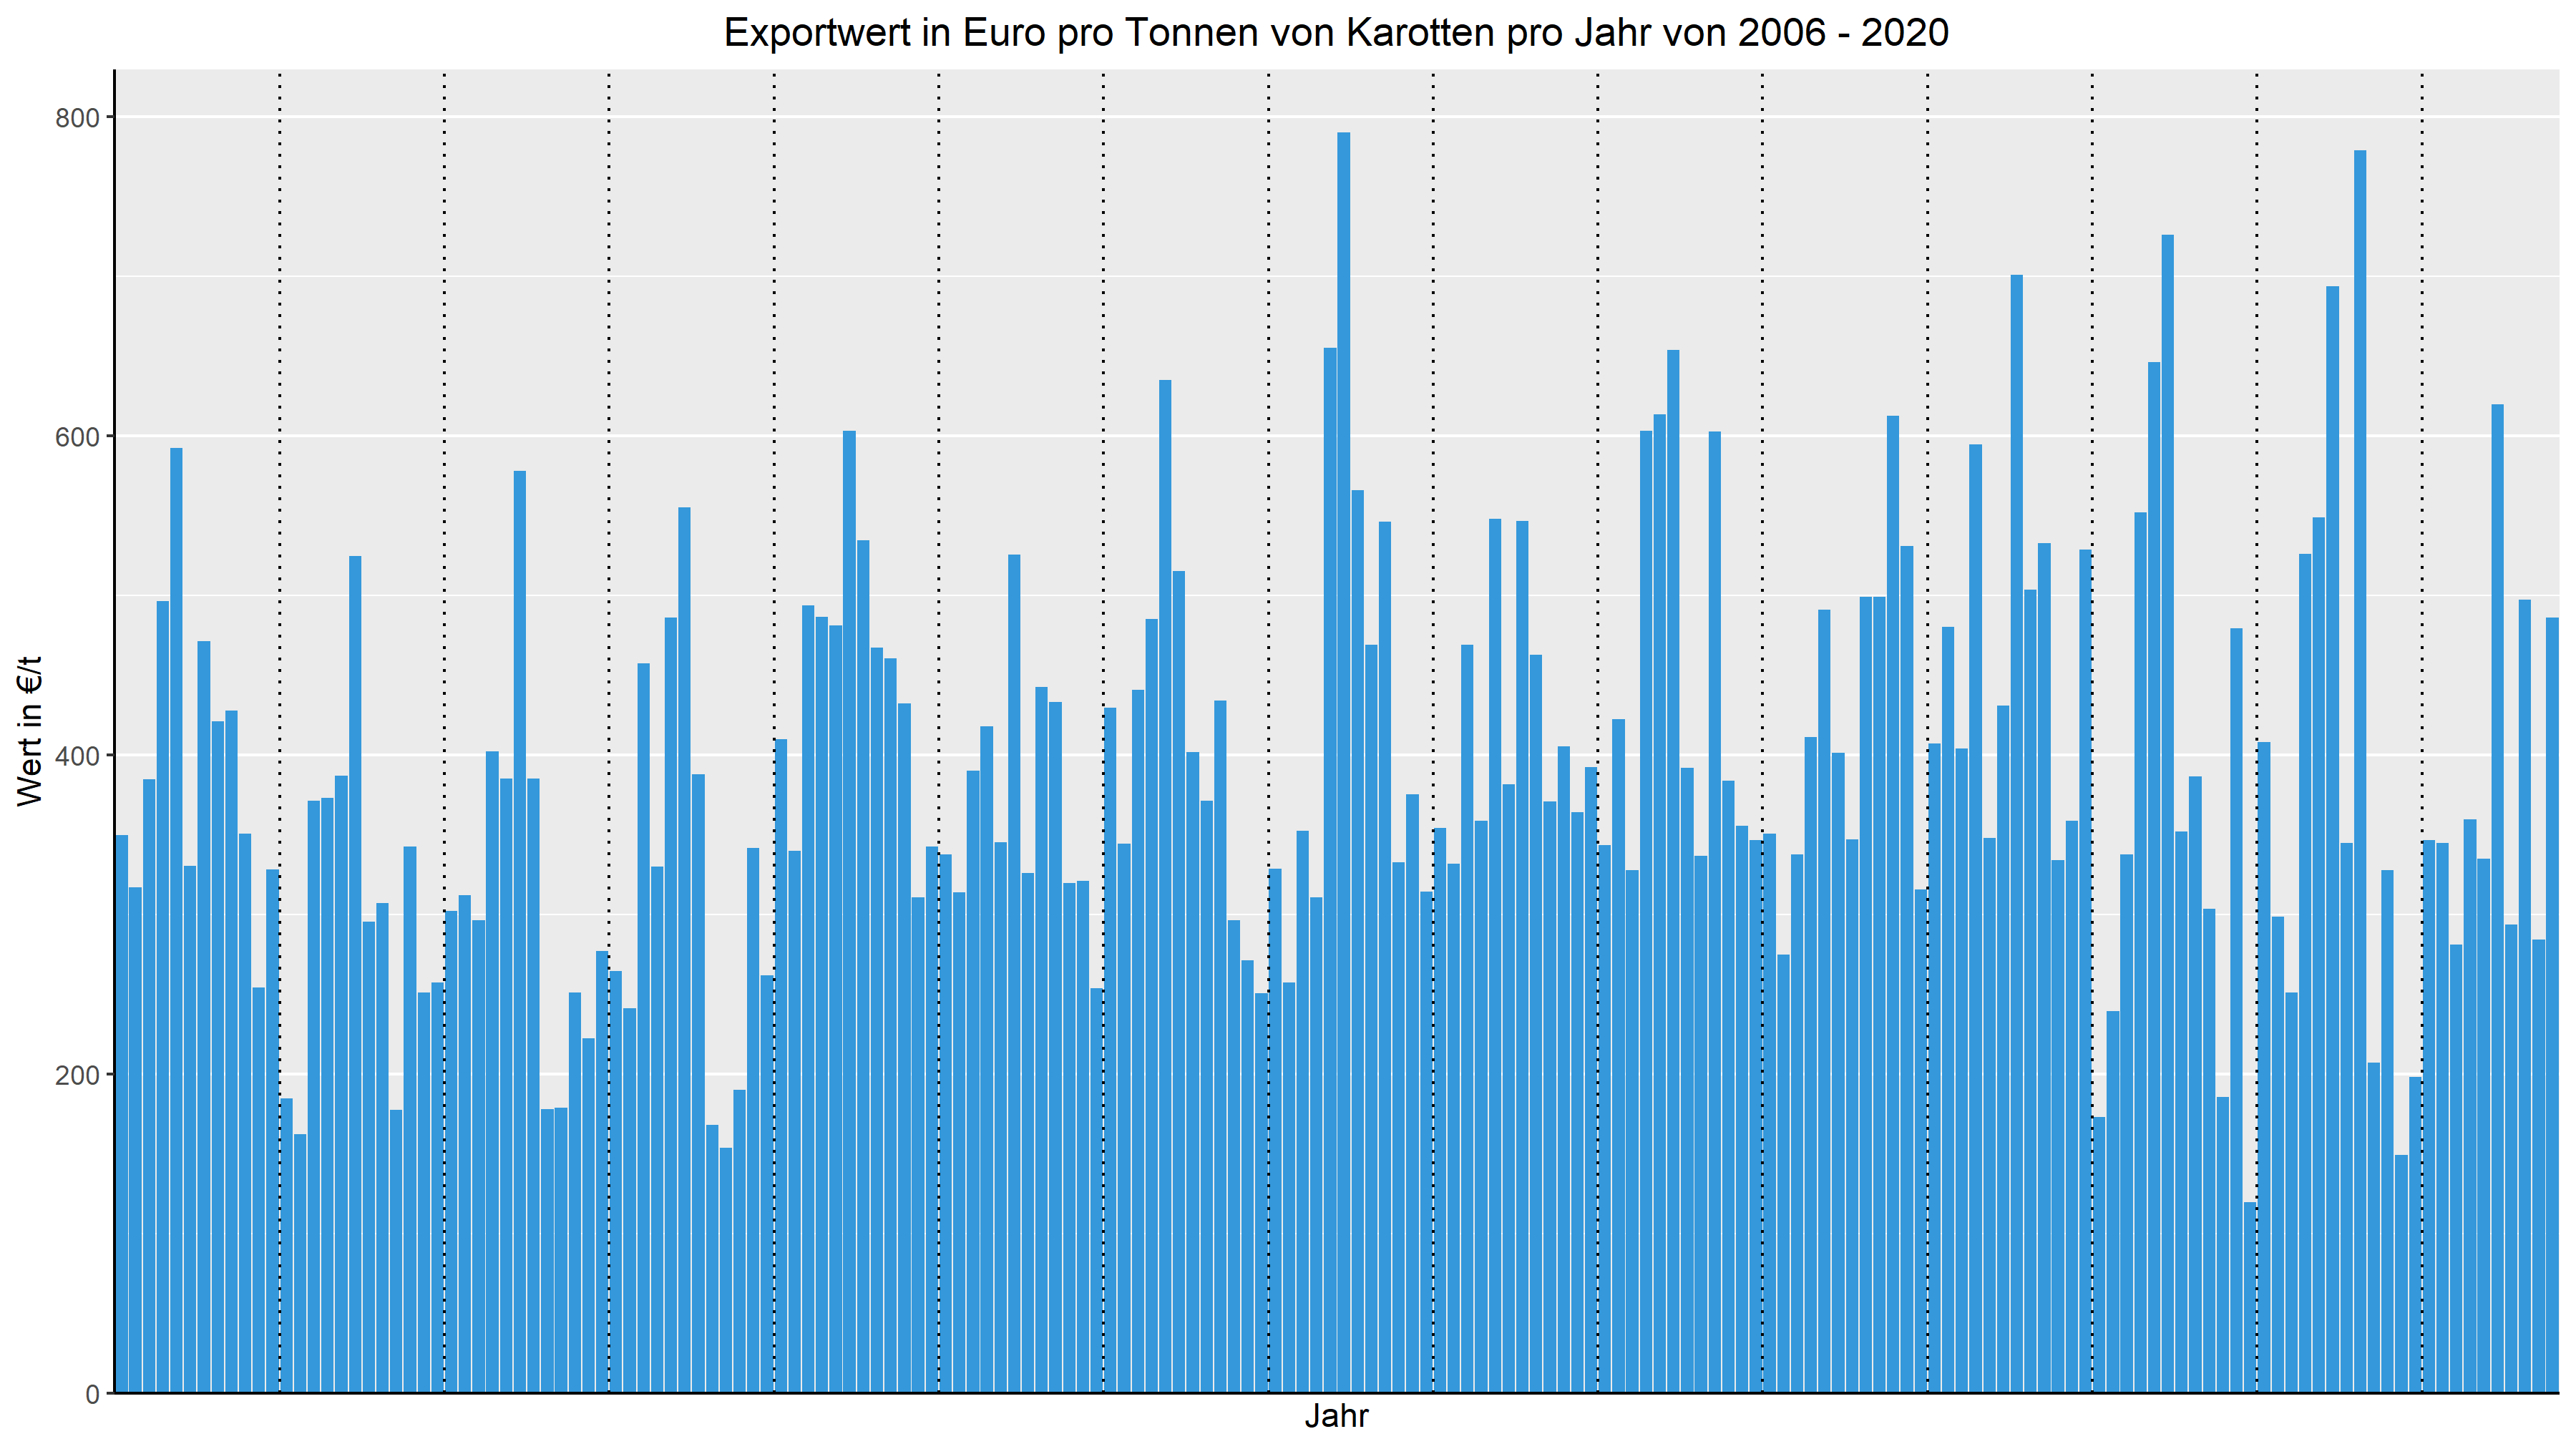 Exportwert in Euro pro Tonnen von Karotten pro Jahr von 2006 - 2020
Wert in €/t
800
600
400
200
0
Jahr